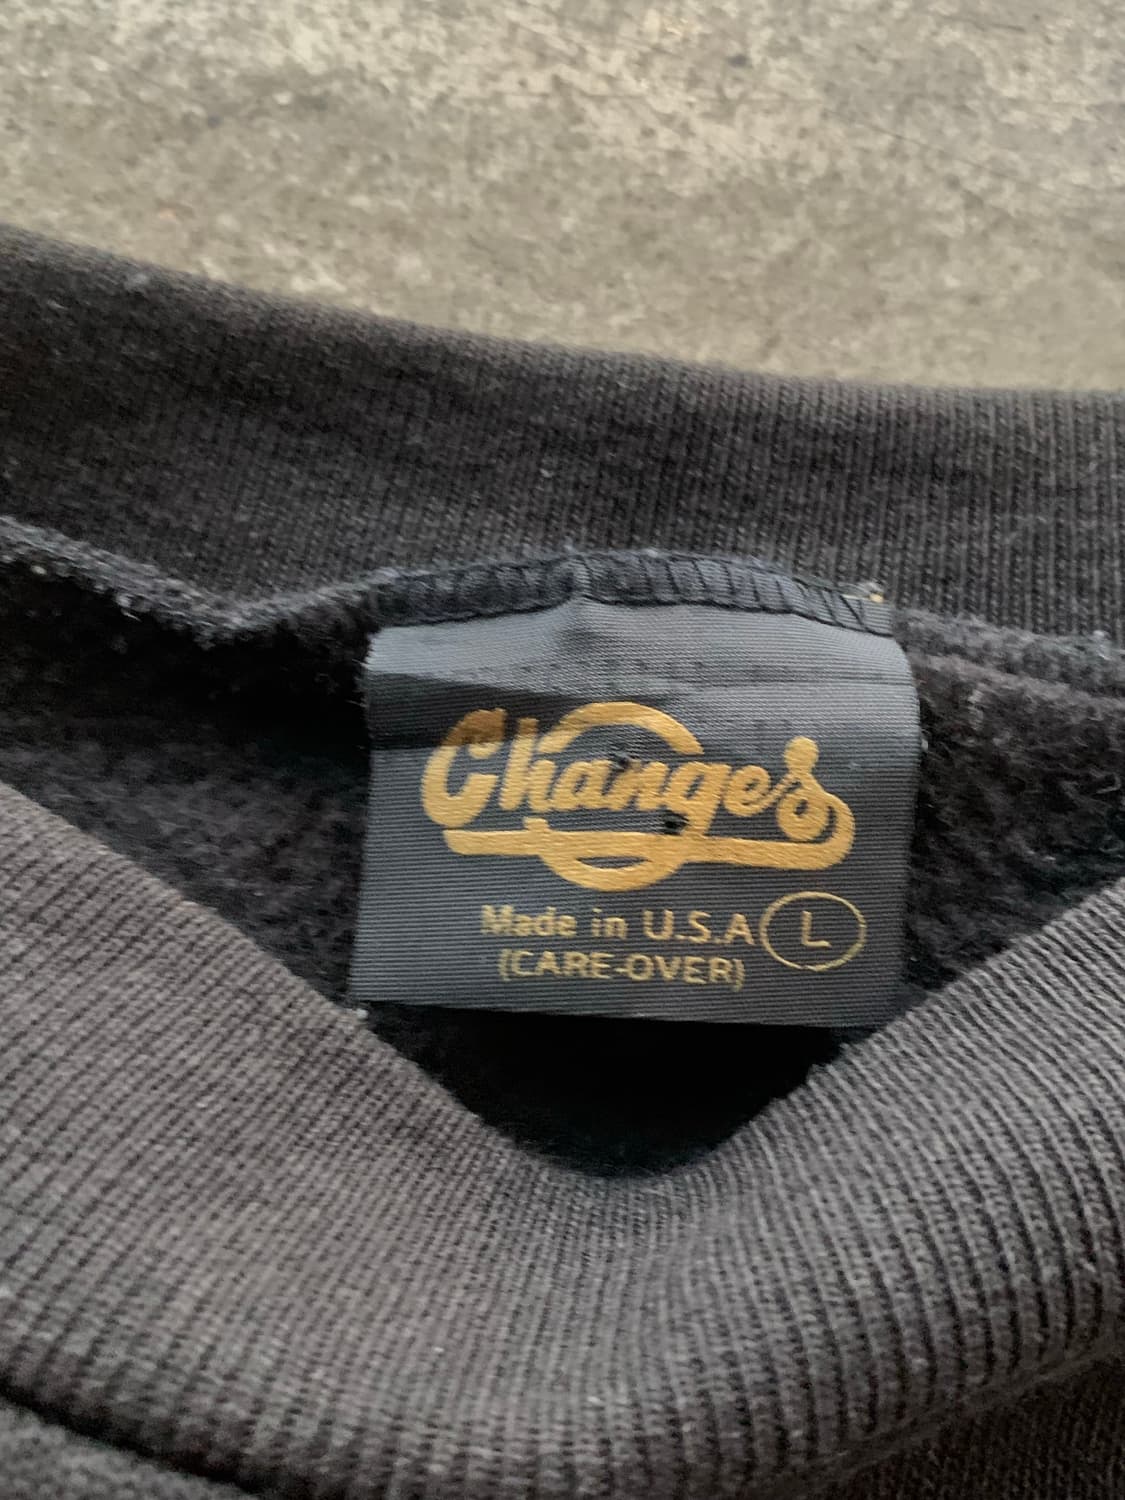 Changes
Made in U.S.A L
(CARE-OVER)